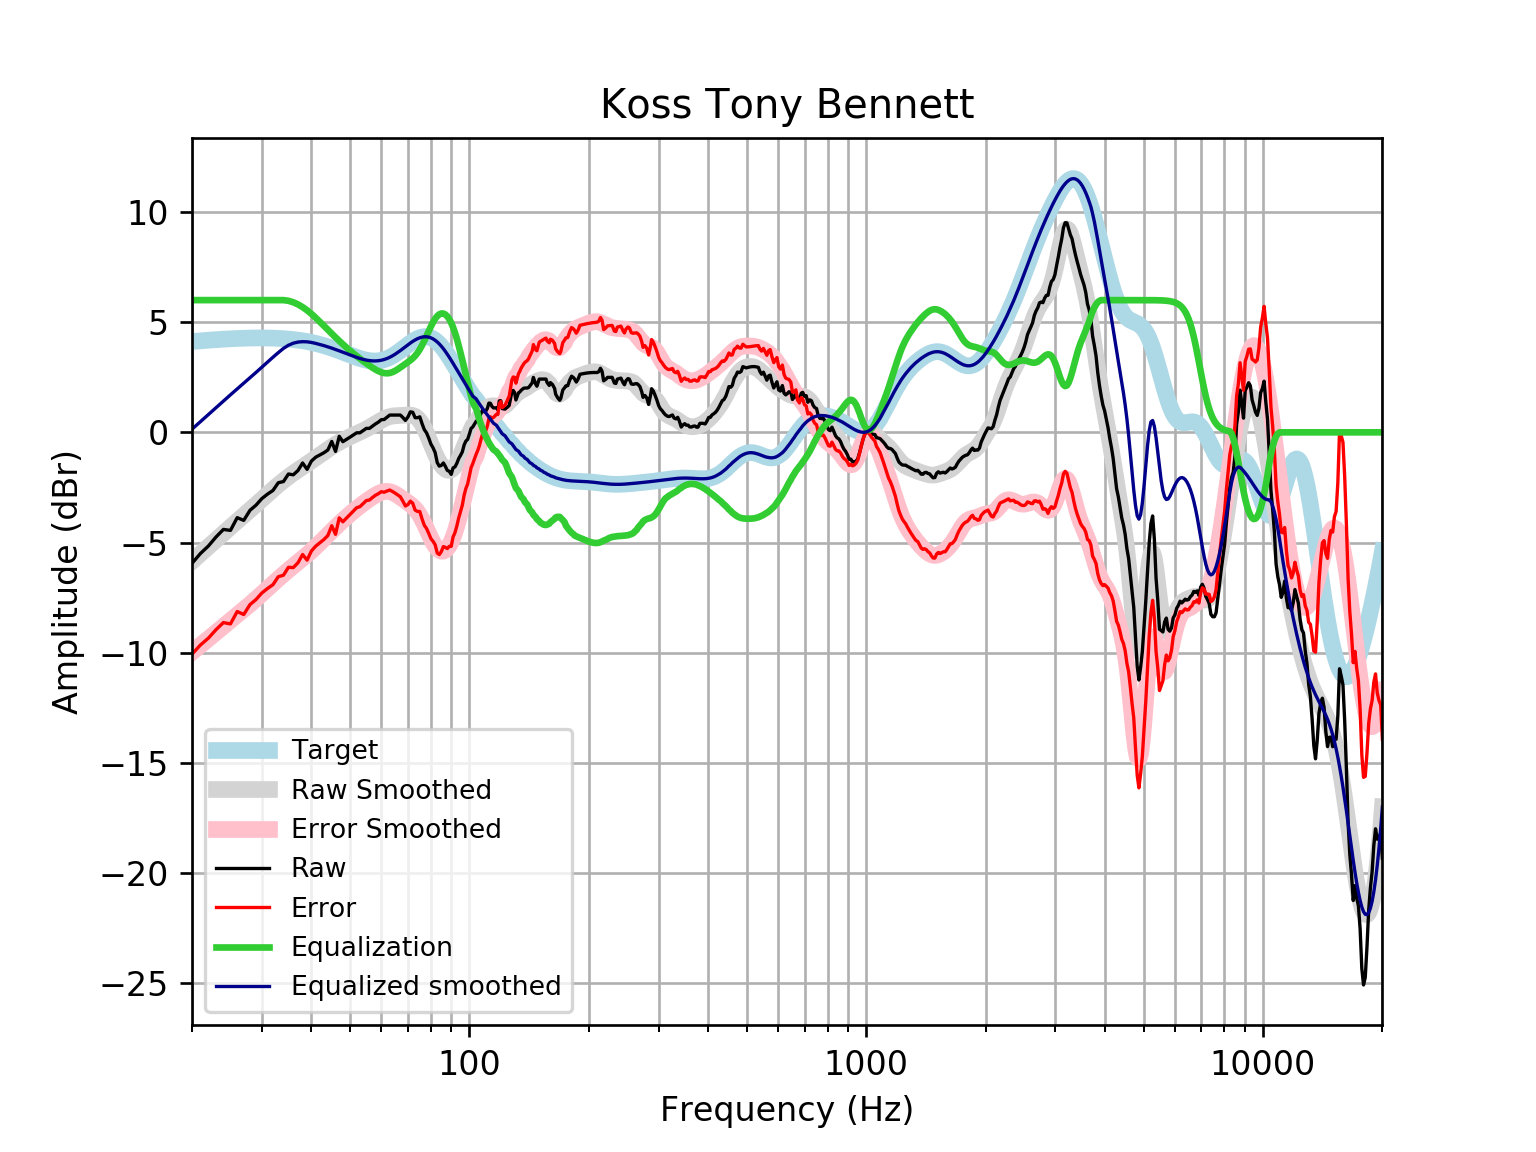 Koss Tony Bennett
Amplitude (dBr)
10
5
0
−5
−10
−15
−20
−25
Target
Raw Smoothed
Error Smoothed
Raw
Error
Equalization
Equalized smoothed
100
1000
10000
Frequency (Hz)